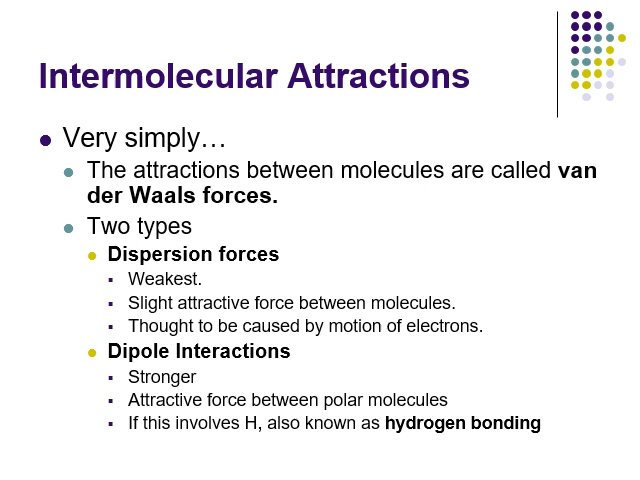 Intermolecular Attractions
Very simply…
The attractions between molecules are called van
der Waals forces.
Two types
Dispersion forces
Weakest.
Slight attractive force between molecules.
Thought to be caused by motion of electrons.
Dipole Interactions
Stronger
Attractive force between polar molecules
If this involves H, also known as hydrogen bonding